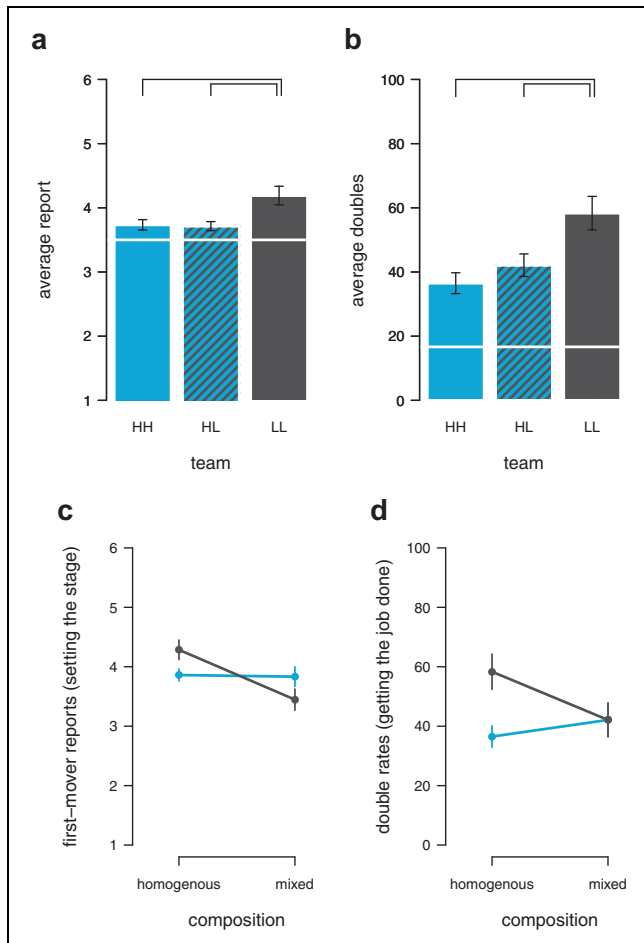 a
6
5
4
3
2
1
average report
HH
HL
LL
team
b
100
80
60
40
20
0
average doubles
HH
HL
LL
team
c
6
5
4
3
2
1
first−mover reports (setting the stage)
homogenous
mixed
composition
d
100
80
60
40
20
0
double rates (getting the job done)
homogenous
mixed
composition